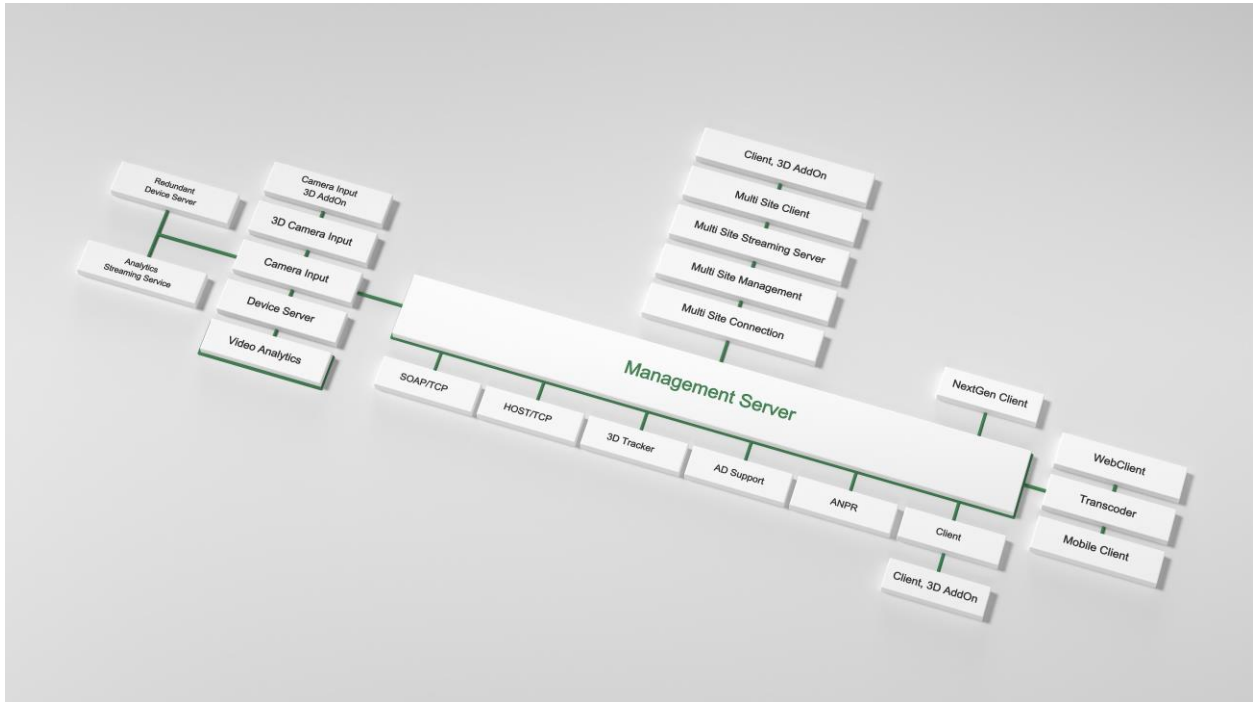 Redundant
Device Server
Analytics
Streaming Service
Camera Input
3D AddOn
3D Camera Input
Camera Input
Device Server
Video Analytics
Client, 3D AddOn
Multi Site Client
Multi Site Streaming Server
Multi Site Management
Multi Site Connection
Management Server
SOAP/TCP
HOST/TCP
3D Tracker
AD Support
ANPR
Client
Client, 3D AddOn
NextGen Client
WebClient
Transcoder
Mobile Client